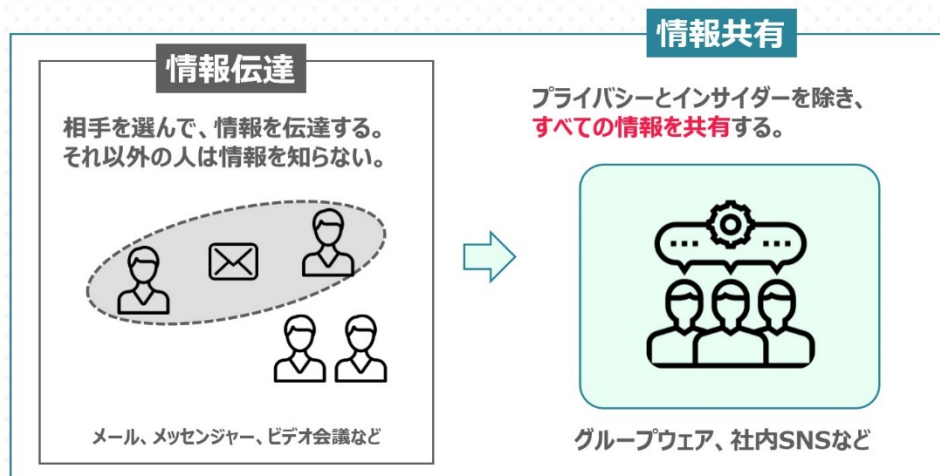 情報伝達
相手を選んで、情報を伝達する。
それ以外の人は情報を知らない。
メール、メッセンジャー、ビデオ会議など
情報共有
プライバシーとインサイダーを除き、
すべての情報を共有する。
グループウェア、社内SNSなど